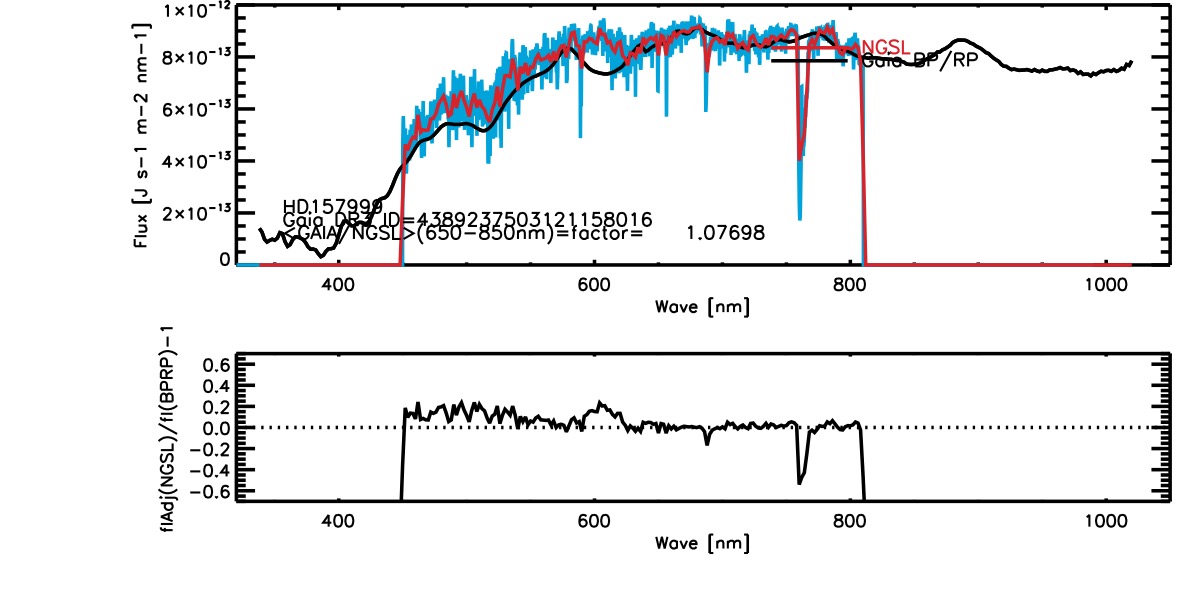 1×10−12
8×10−13
6×10−13
4×10−13
2×10−13
0
Flux [J s−1 m−2 nm−1]
NGSL
Gaia BP/RP
HD157999
Gaia DR3 ID=4389237503121158016
<GAIA/NGSL>(650−850nm)=factor= 1.07698
400 600 800 1000
Wave [nm]
flAdj(NGSL)/fl(BPRP)−1
0.6
0.4
0.2
0.0
−0.2
−0.4
−0.6
400 600 800 1000
Wave [nm]